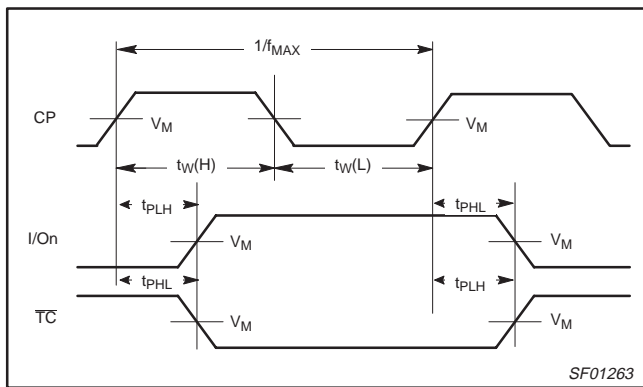 1/fMAX
CP
VM
VM
tW(H)
tW(L)
tPLH
tPHL
I/On
VM
VM
tPHL
tPLH
TC
VM
VM
SF01263